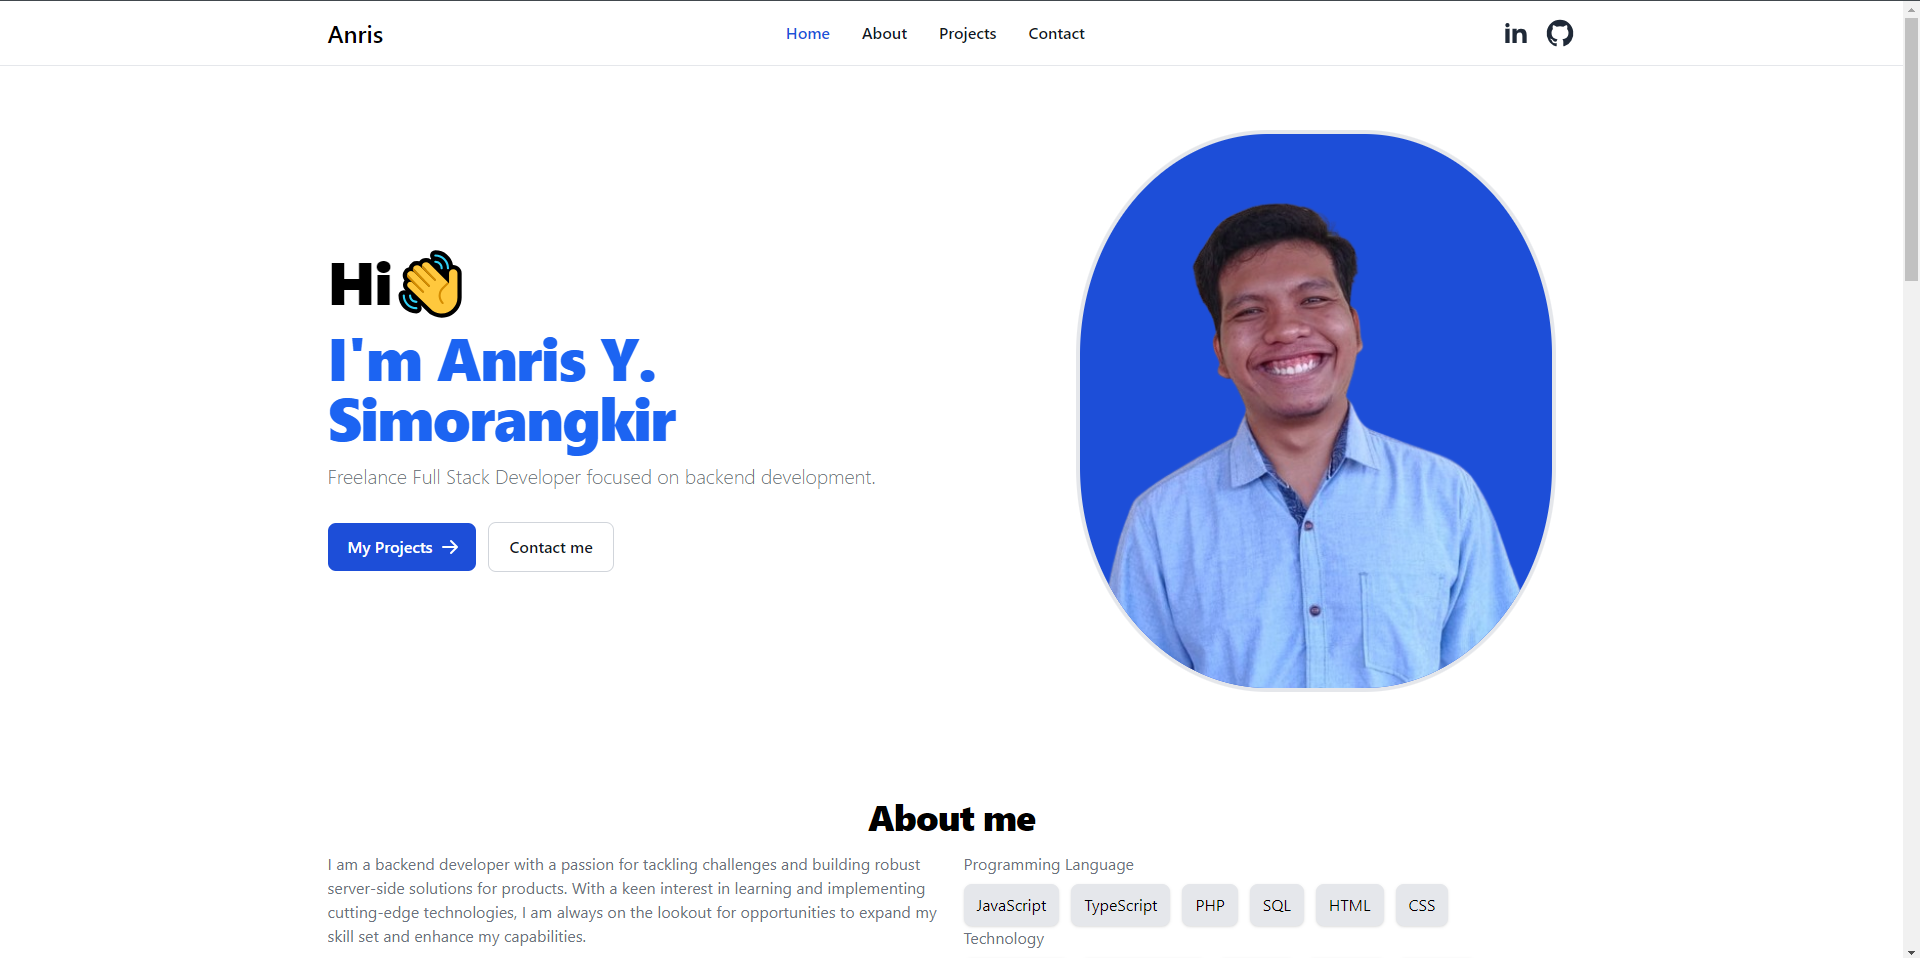 Anris
Home About Projects Contact
in
Hi
I'm Anris Y.
Simorangkir
Freelance Full Stack Developer focused on backend development.
My Projects Contact me
About me
I am a backend developer with a passion for tackling challenges and building robust
server-side solutions for products. With a keen interest in learning and implementing
cutting-edge technologies, I am always on the lookout for opportunities to expand my
skill set and enhance my capabilities.
Programming Language
JavaScript TypeScript PHP SQL HTML CSS
Technology